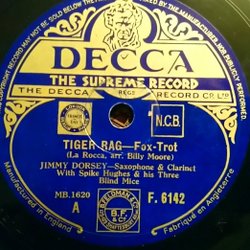 DECCA
THE SUPREME RECORD
THE DECCA REGD RECORD CO. LTD.
N.C.B.
TIGER RAG—Fox-Trot
(La Rocca, arr. Billy Moore)
JIMMY DORSEY—Saxophone & Clarinet
With Spike Hughes & his Three
Blind Mice
MB.1620
A
F. 6142
B.F.
& Co.
Manufactured in England
Fabriqué en Angleterre